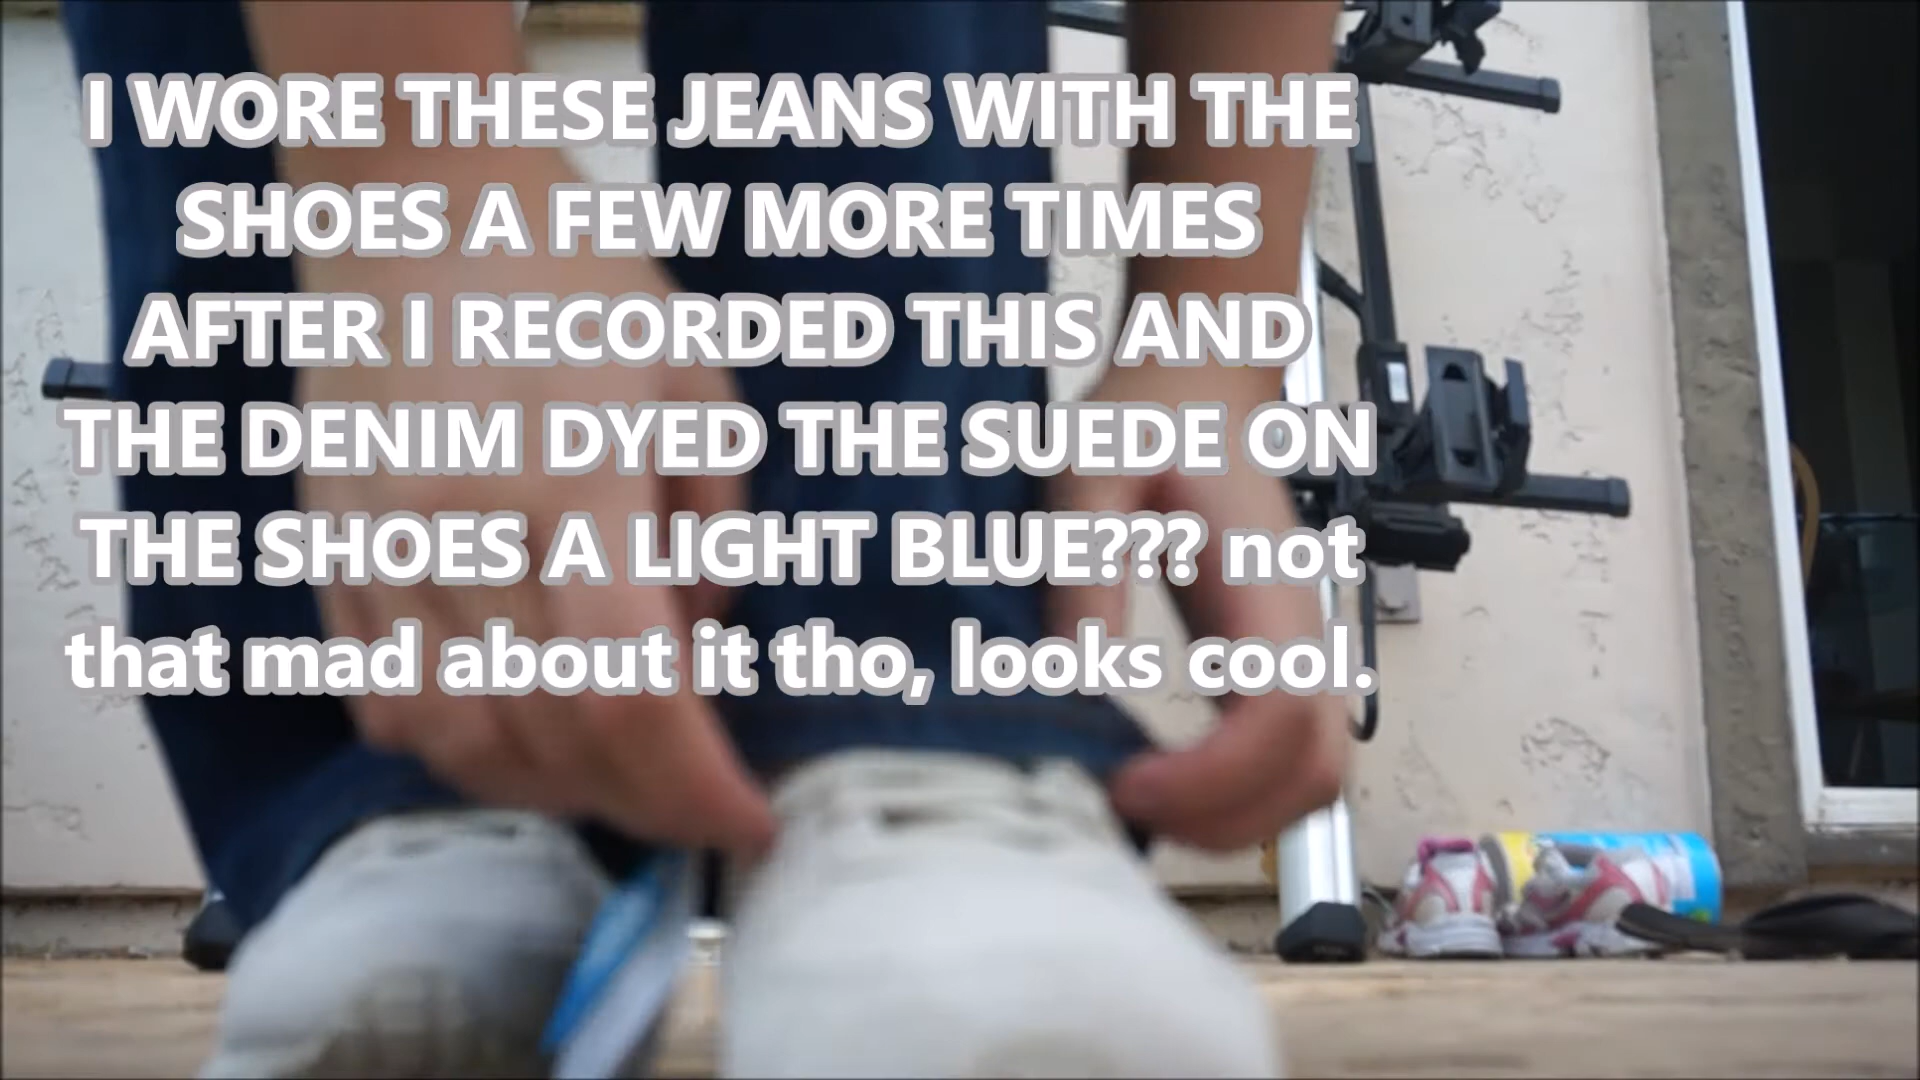 I WORE THESE JEANS WITH THE
SHOES A FEW MORE TIMES
AFTER I RECORDED THIS AND
THE DENIM DYED THE SUEDE ON
THE SHOES A LIGHT BLUE??? not
that mad about it tho, looks cool.